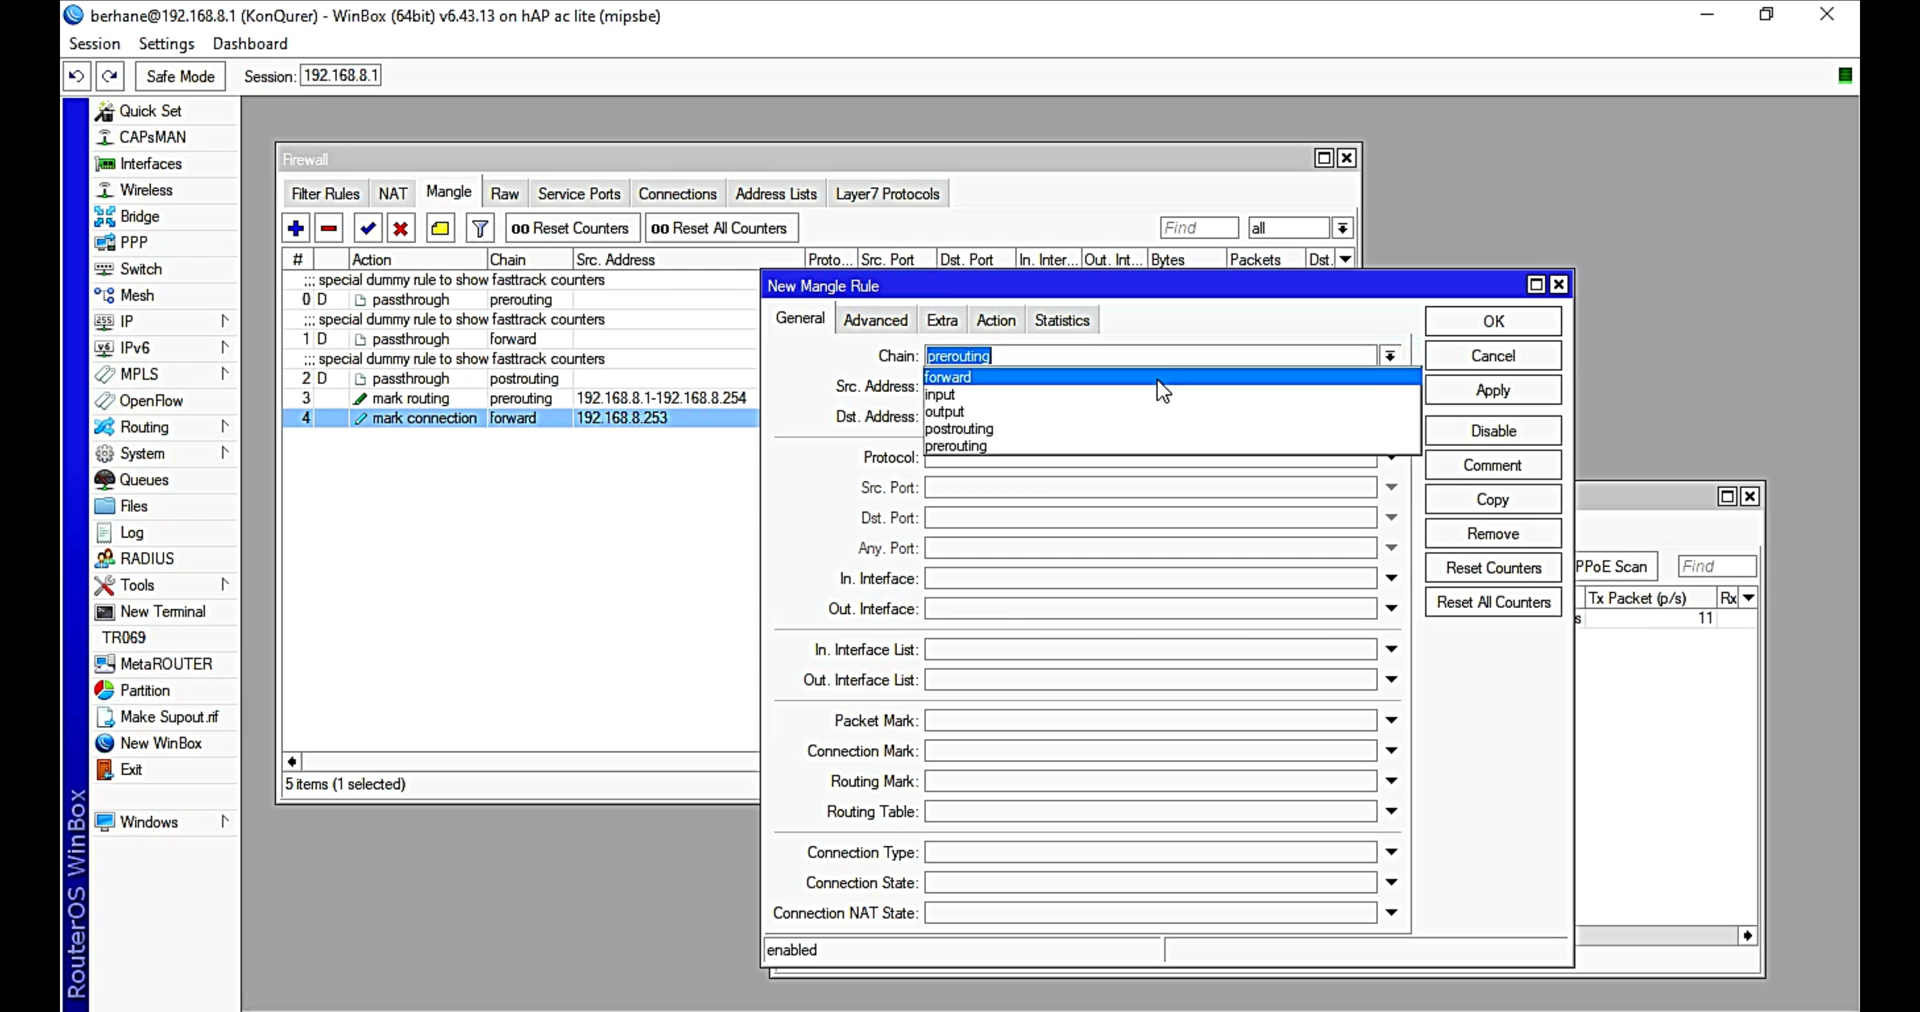 berhane@192.168.8.1 (KonQurer) - WinBox (64bit) v6.43.13 on hAP ac lite (mipsbe)
Session Settings Dashboard
Safe Mode Session: 192.168.8.1
Quick Set
CAPsMAN
Interfaces
Wireless
Bridge
PPP
Switch
Mesh
IP
IPv6
MPLS
OpenFlow
Routing
System
Queues
Files
Log
RADIUS
Tools
New Terminal
TR069
MetaROUTER
Partition
Make Supout.rif
New WinBox
Exit
Windows
RouterOS WinBox
Firewall
Filter Rules NAT Mangle Raw Service Ports Connections Address Lists Layer7 Protocols
00 Reset Counters 00 Reset All Counters Find all
# Action Chain Src. Address Proto... Src. Port Dst. Port In. Inter... Out. Int... Bytes Packets Dst.
;;; special dummy rule to show fasttrack counters
0 D passthrough prerouting
;;; special dummy rule to show fasttrack counters
1 D passthrough forward
;;; special dummy rule to show fasttrack counters
2 D passthrough postrouting
3 mark routing prerouting 192.168.8.1-192.168.8.254
4 mark connection forward 192.168.8.253
5 items (1 selected)
New Mangle Rule
General Advanced Extra Action Statistics
Chain: prerouting
forward
input
output
postrouting
prerouting
Src. Address:
Dst. Address:
Protocol:
Src. Port:
Dst. Port:
Any. Port:
In. Interface:
Out. Interface:
In. Interface List:
Out. Interface List:
Packet Mark:
Connection Mark:
Routing Mark:
Routing Table:
Connection Type:
Connection State:
Connection NAT State:
enabled
OK
Cancel
Apply
Disable
Comment
Copy
Remove
Reset Counters
Reset All Counters
PPoE Scan Find
Tx Packet (p/s) Rx
s 11